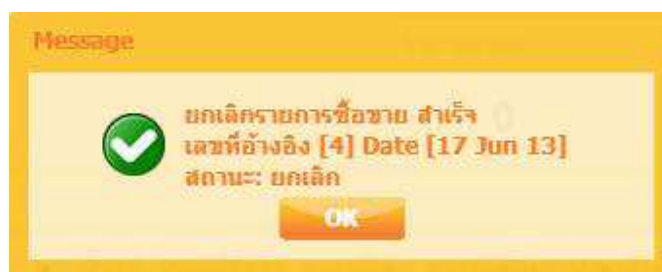 Message
ยกเลิกรายการซื้อขาย สำเร็จ
เลขที่อ้างอิง [4] Date [17 Jun 13]
สถานะ: ยกเลิก
OK